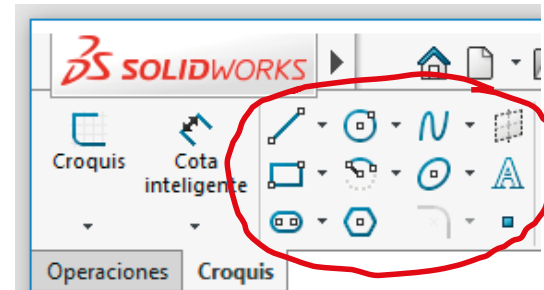 SOLIDWORKS
Croquis
Cota
inteligente
Operaciones
Croquis